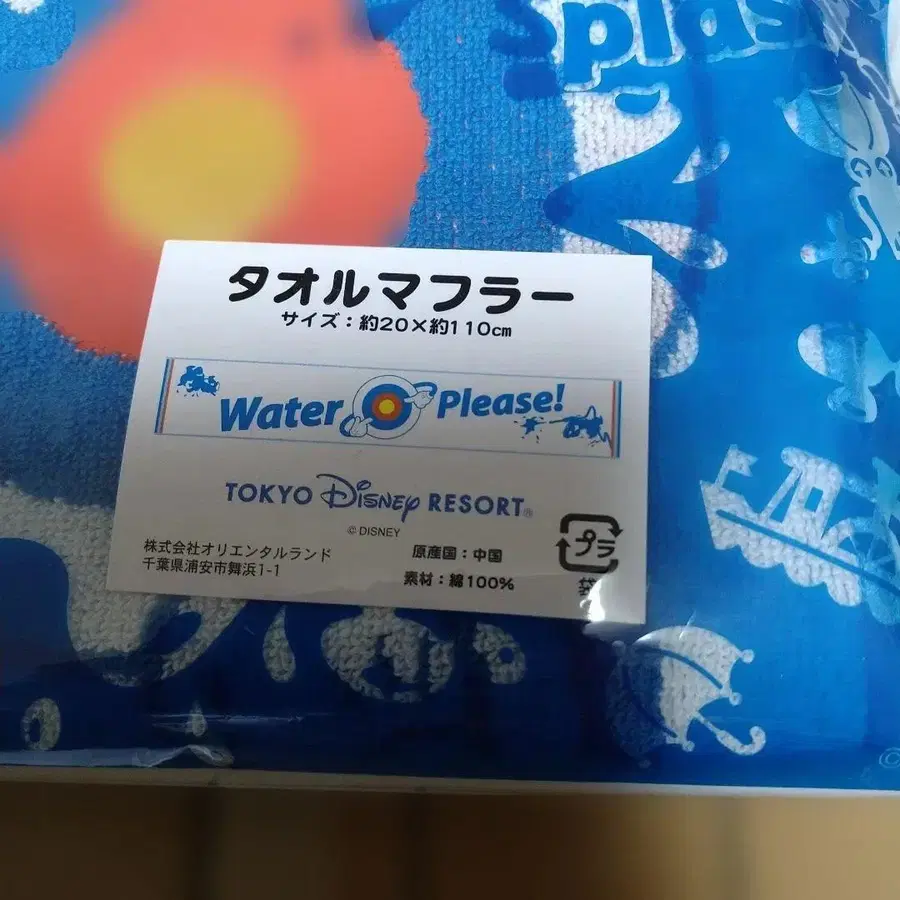 plas
タオルマフラー
サイズ：約20×約110cm
Water Please!
TOKYO Disney RESORT®
© DISNEY
株式会社オリエンタルランド
千葉県浦安市舞浜1-1
原産国：中国
素材：綿100%
プラ
袋
©